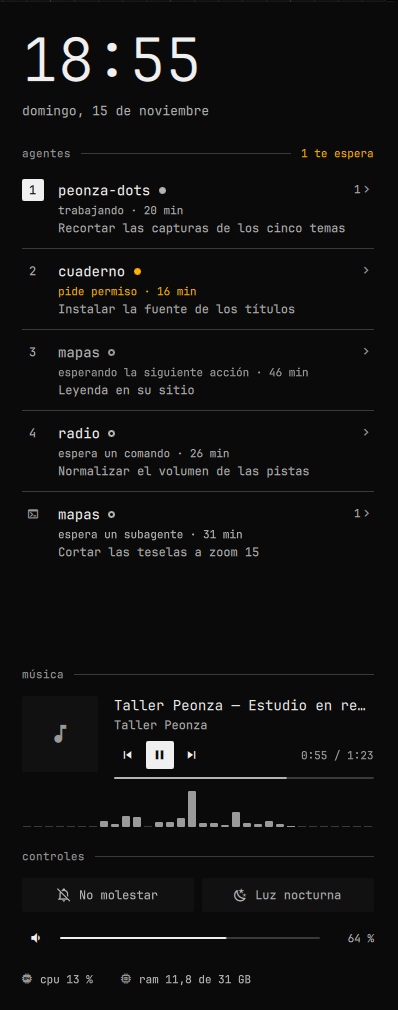 18:55
domingo, 15 de noviembre
agentes 1 te espera
1 peonza-dots 1
trabajando · 20 min
Recortar las capturas de los cinco temas
2 cuaderno
pide permiso · 16 min
Instalar la fuente de los títulos
3 mapas
esperando la siguiente acción · 46 min
Leyenda en su sitio
4 radio
espera un comando · 26 min
Normalizar el volumen de las pistas
mapas 1
espera un subagente · 31 min
Cortar las teselas a zoom 15
música
Taller Peonza — Estudio en re…
Taller Peonza
0:55 / 1:23
controles
No molestar Luz nocturna
64 %
cpu 13 % ram 11,8 de 31 GB